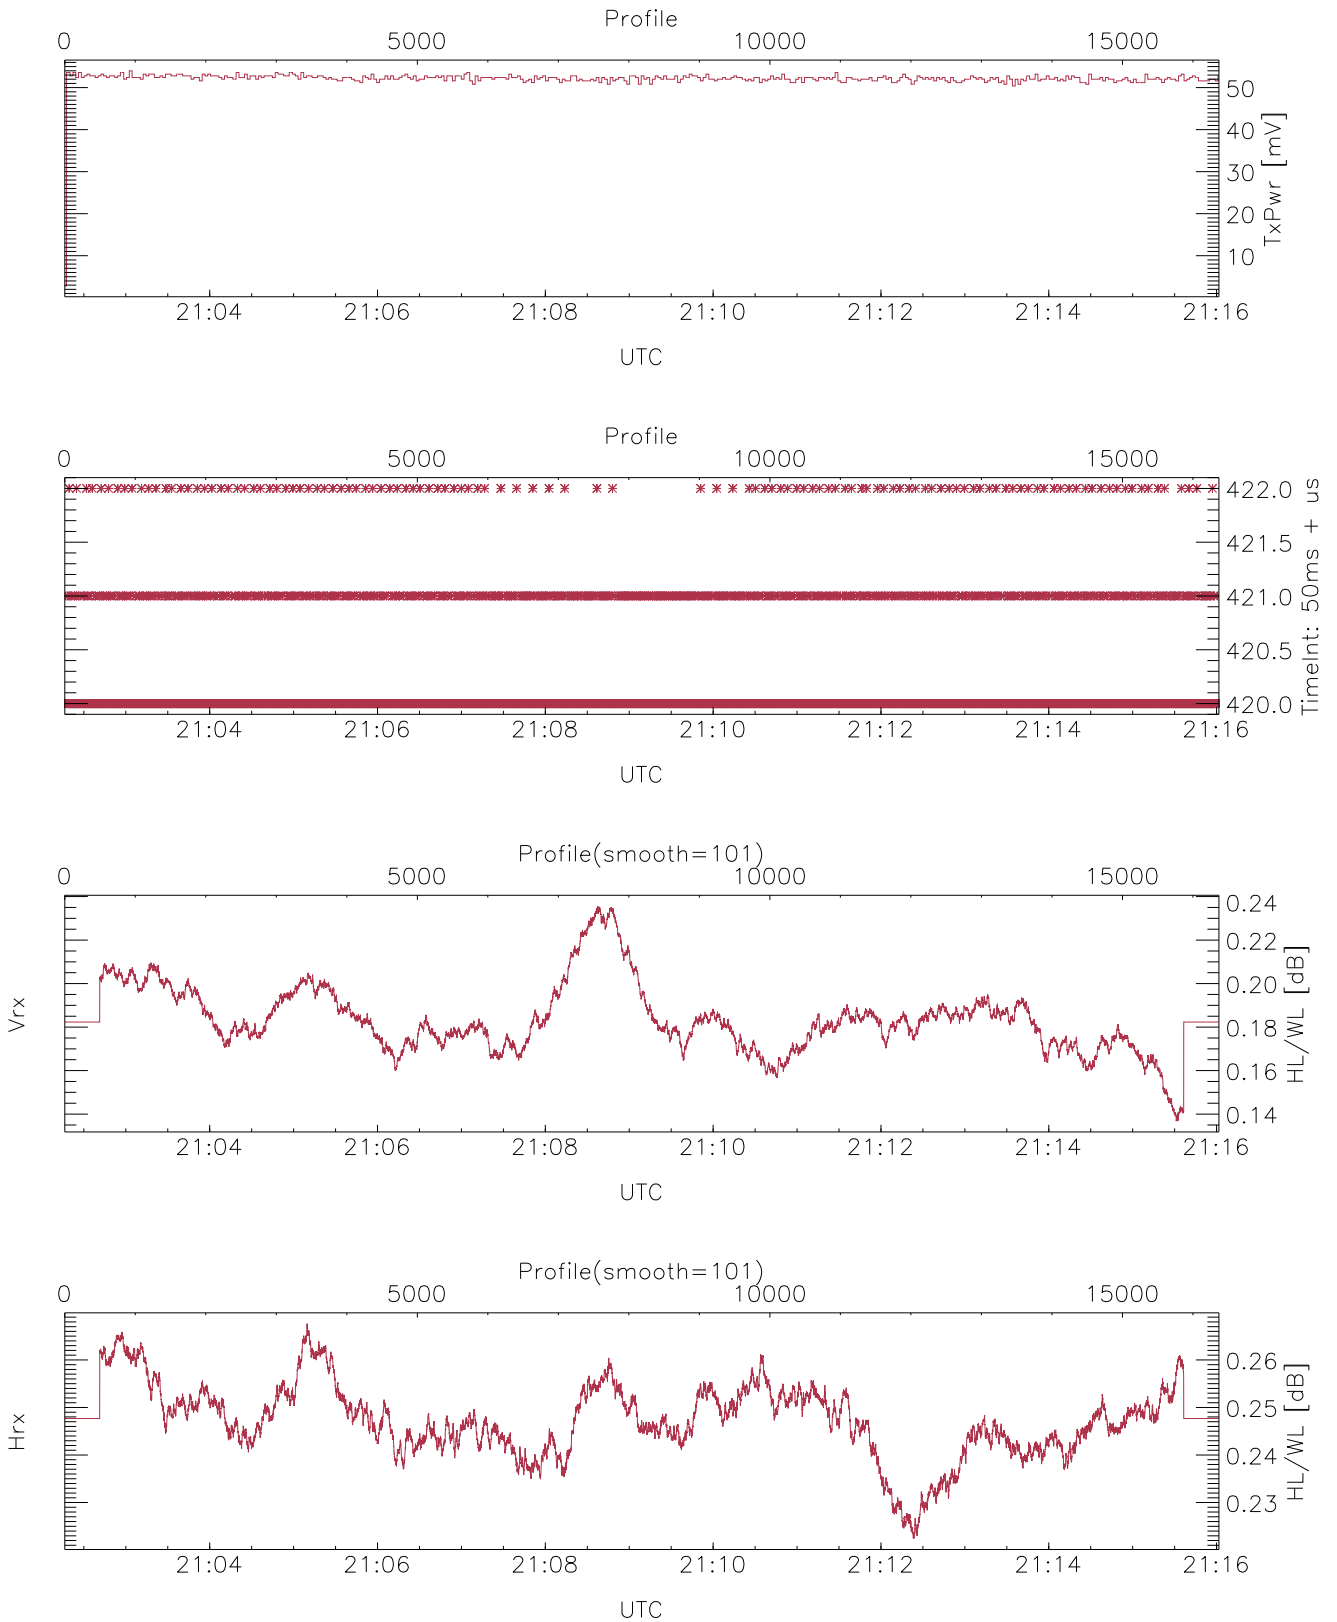 Profile
0 5000 10000 15000
50
40
30
20
10
TxPwr [mV]
21:04 21:06 21:08 21:10 21:12 21:14 21:16
UTC
Profile
0 5000 10000 15000
422.0
421.5
421.0
420.5
420.0
TimeInt: 50ms + us
21:04 21:06 21:08 21:10 21:12 21:14 21:16
UTC
Profile(smooth=101)
0 5000 10000 15000
Vrx
0.24
0.22
0.20
0.18
0.16
0.14
HL/WL [dB]
21:04 21:06 21:08 21:10 21:12 21:14 21:16
UTC
Profile(smooth=101)
0 5000 10000 15000
Hrx
0.26
0.25
0.24
0.23
HL/WL [dB]
21:04 21:06 21:08 21:10 21:12 21:14 21:16
UTC